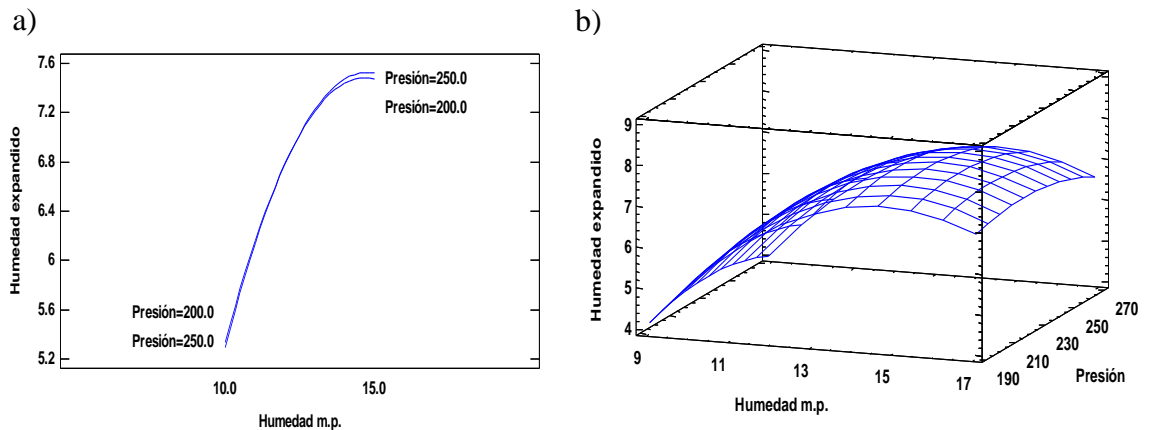 a)
7.6
7.2
6.8
6.4
6
5.6
5.2
Humedad expandido
Presión=250.0
Presión=200.0
Presión=200.0
Presión=250.0
10.0
15.0
Humedad m.p.
b)
9
8
7
6
5
4
Humedad expandido
9
11
13
15
17
Humedad m.p.
190
210
230
250
270
Presión